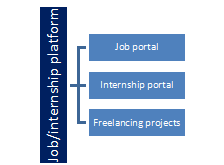 Job/internship platform
Job portal
Internship portal
Freelancing projects